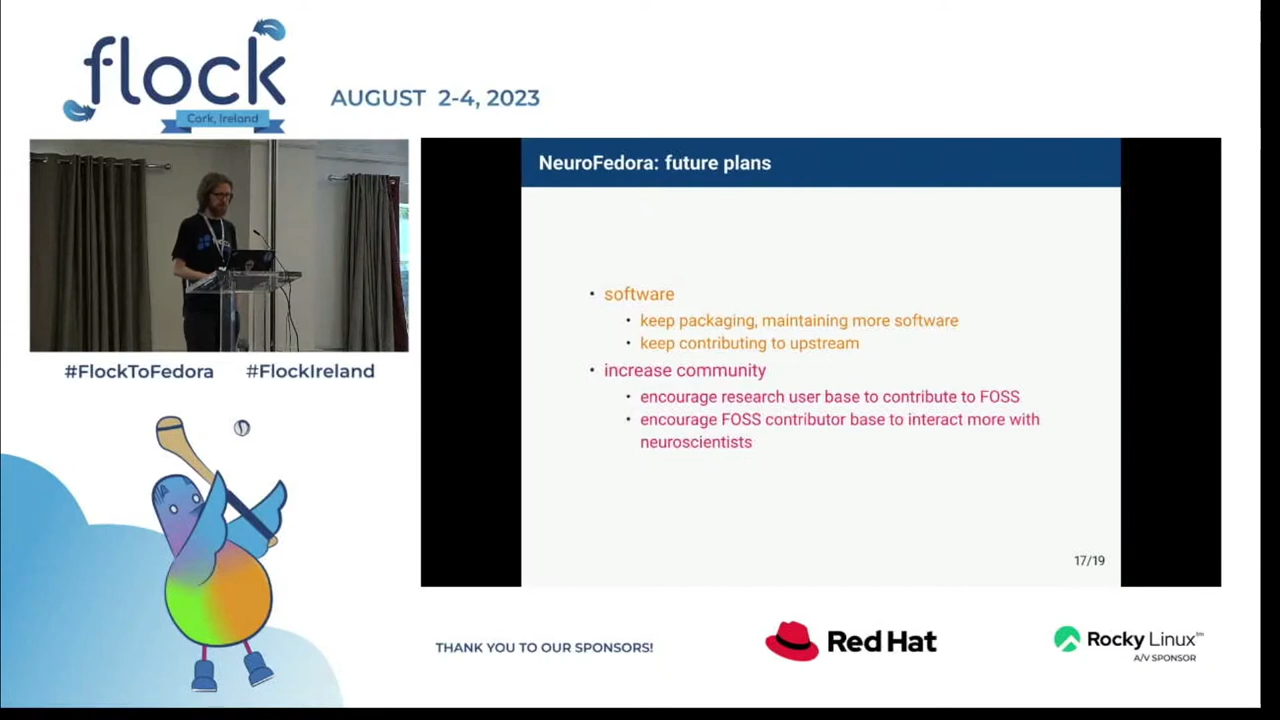 flock
Cork, Ireland
AUGUST 2-4, 2023
NeuroFedora: future plans
• software
• keep packaging, maintaining more software
• keep contributing to upstream
• increase community
• encourage research user base to contribute to FOSS
• encourage FOSS contributor base to interact more with
neuroscientists
17/19
#FlockToFedora #FlockIreland
THANK YOU TO OUR SPONSORS!
Red Hat
Rocky Linux™
A/V SPONSOR